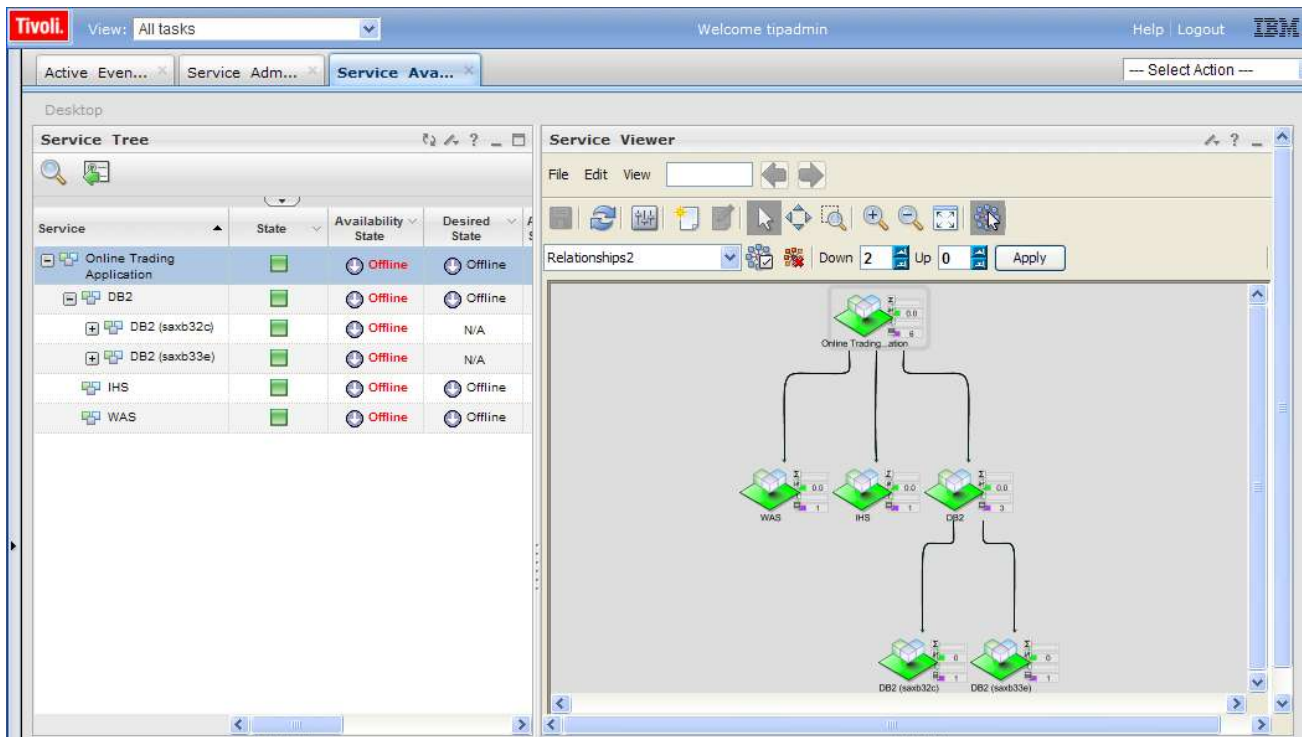 Tivoli. View: All tasks Welcome tipadmin Help Logout IBM
Active Even... Service Adm... Service Ava... --- Select Action ---
Desktop
Service Tree
Service State Availability State Desired State
Online Trading Application Offline Offline
DB2 Offline Offline
DB2 (saxb32c) Offline N/A
DB2 (saxb33e) Offline N/A
IHS Offline Offline
WAS Offline Offline
Service Viewer
File Edit View
Relationships2 Down 2 Up 0 Apply
0.0
6
Online Trading...ation
0.0 0.0 0.0
1 1 3
WAS IHS DB2
0 0
1 1
DB2 (saxb32c) DB2 (saxb33e)